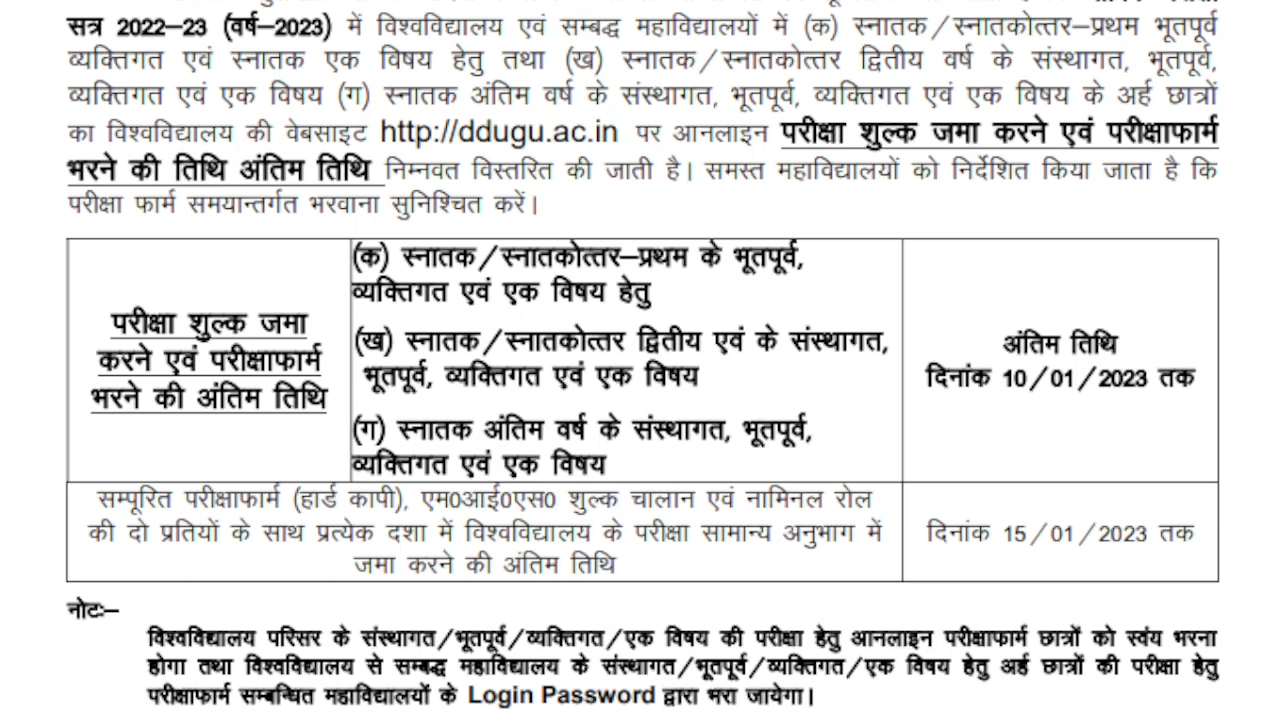 सत्र 2022–23 (वर्ष–2023) में विश्वविद्यालय एवं सम्बद्ध महाविद्यालयों में (क) स्नातक/स्नातकोत्तर–प्रथम भूतपूर्व
व्यक्तिगत एवं स्नातक एक विषय हेतु तथा (ख) स्नातक/स्नातकोत्तर द्वितीय वर्ष के संस्थागत, भूतपूर्व,
व्यक्तिगत एवं एक विषय (ग) स्नातक अंतिम वर्ष के संस्थागत, भूतपूर्व, व्यक्तिगत एवं एक विषय के अर्ह छात्रों
का विश्वविद्यालय की वेबसाइट http://ddugu.ac.in पर आनलाइन परीक्षा शुल्क जमा करने एवं परीक्षाफार्म
भरने की तिथि अंतिम तिथि निम्नवत विस्तरित की जाती है। समस्त महाविद्यालयों को निर्देशित किया जाता है कि
परीक्षा फार्म समयान्तर्गत भरवाना सुनिश्चित करें।
परीक्षा शुल्क जमा
करने एवं परीक्षाफार्म
भरने की अंतिम तिथि
(क) स्नातक/स्नातकोत्तर–प्रथम के भूतपूर्व,
व्यक्तिगत एवं एक विषय हेतु
(ख) स्नातक/स्नातकोत्तर द्वितीय एवं के संस्थागत,
भूतपूर्व, व्यक्तिगत एवं एक विषय
(ग) स्नातक अंतिम वर्ष के संस्थागत, भूतपूर्व,
व्यक्तिगत एवं एक विषय
अंतिम तिथि
दिनांक 10/01/2023 तक
सम्पूरित परीक्षाफार्म (हार्ड कापी), एम0आई0एस0 शुल्क चालान एवं नामिनल रोल
की दो प्रतियों के साथ प्रत्येक दशा में विश्वविद्यालय के परीक्षा सामान्य अनुभाग में
जमा करने की अंतिम तिथि
दिनांक 15/01/2023 तक
नोटः–
विश्वविद्यालय परिसर के संस्थागत/भूतपूर्व/व्यक्तिगत/एक विषय की परीक्षा हेतु आनलाइन परीक्षाफार्म छात्रों को स्वंय भरना
होगा तथा विश्वविद्यालय से सम्बद्ध महाविद्यालय के संस्थागत/भूतपूर्व/व्यक्तिगत/एक विषय हेतु अर्ह छात्रों की परीक्षा हेतु
परीक्षाफार्म सम्बन्धित महाविद्यालयों के Login Password द्वारा भरा जायेगा।